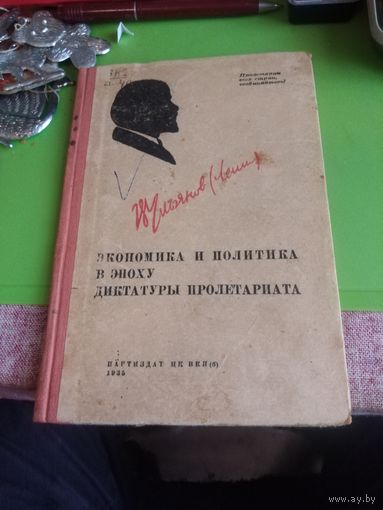 Пролетарии
всех стран,
соединяйтесь!
В. Ульянов (Ленин)
ЭКОНОМИКА И ПОЛИТИКА
В ЭПОХУ
ДИКТАТУРЫ ПРОЛЕТАРИАТА
ПАРТИЗДАТ ЦК ВКП(б)
1935
www.ay.by